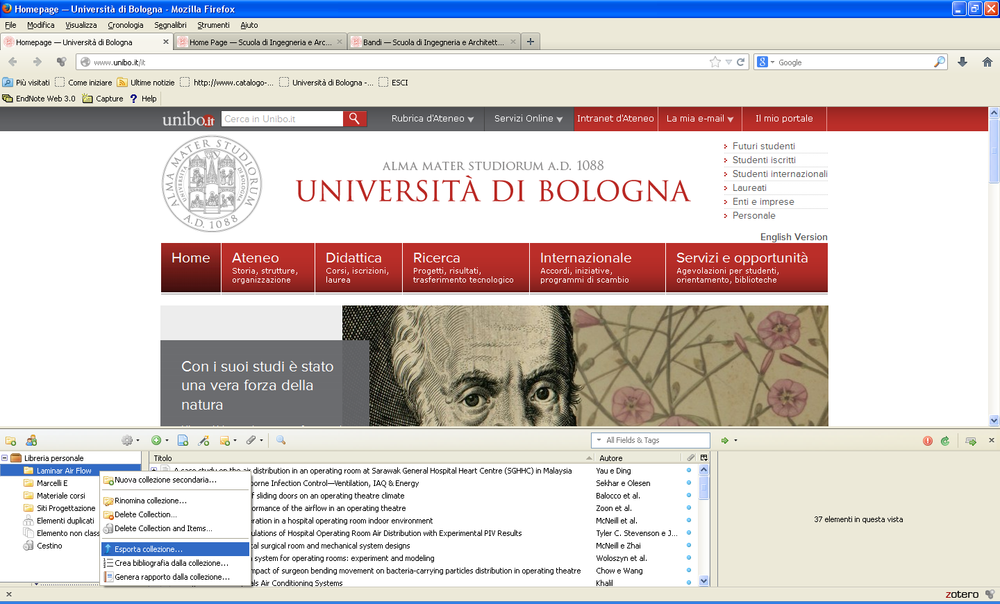 Homepage — Università di Bologna - Mozilla Firefox
File Modifica Visualizza Cronologia Segnalibri Strumenti Aiuto
Homepage — Università di Bologna
Home Page — Scuola di Ingegneria e Arc...
Bandi — Scuola di Ingegneria e Architett...
www.unibo.it/it
Google
Più visitati Come iniziare Ultime notizie http://www.catalogo-... Università di Bologna -... ESCI
EndNote Web 3.0 Capture Help
unibo.it Cerca in Unibo.it Rubrica d'Ateneo Servizi Online Intranet d'Ateneo La mia e-mail Il mio portale
ALMA MATER STUDIORUM
UNIVERSITÀ DI BOLOGNA
A.D. 1088
ALMA MATER STUDIORUM A.D. 1088
UNIVERSITÀ DI BOLOGNA
Futuri studenti
Studenti iscritti
Studenti internazionali
Laureati
Enti e imprese
Personale
English Version
Home
Ateneo
Storia, strutture,
organizzazione
Didattica
Corsi, iscrizioni,
laurea
Ricerca
Progetti, risultati,
trasferimento tecnologico
Internazionale
Accordi, iniziative,
programmi di scambio
Servizi e opportunità
Agevolazioni per studenti,
orientamento, biblioteche
Con i suoi studi è stato
una vera forza della
natura
All Fields & Tags
Libreria personale
Laminar Air Flow
Marcelli E
Materiale corsi
Siti Progettazione
Elementi duplicati
Elemento non class
Cestino
Nuova collezione secondaria...
Rinomina collezione...
Delete Collection...
Delete Collection and Items...
Esporta collezione...
Crea bibliografia dalla collezione...
Genera rapporto dalla collezione...
Titolo Autore
A case study on the air distribution in an operating room at Sarawak General Hospital Heart Centre (SGHHC) in Malaysia Yau e Ding
orne Infection Control—Ventilation, IAQ & Energy Sekhar e Olesen
f sliding doors on an operating theatre climate Balocco et al.
ormance of the airflow in an operating theatre Zoon et al.
eration in a hospital operating room indoor environment McNeill et al.
ulations of Hospital Operating Room Air Distribution with Experimental PIV Results Tyler C. Stevenson e J...
cal surgical room and mechanical system designs McNeill e Zhai
n system for operating rooms: experiment and modeling Woloszyn et al.
mpact of surgeon bending movement on bacteria-carrying particles distribution in operating theatre Chow e Wang
als Air Conditioning Systems Khalil
37 elementi in questa vista
zotero